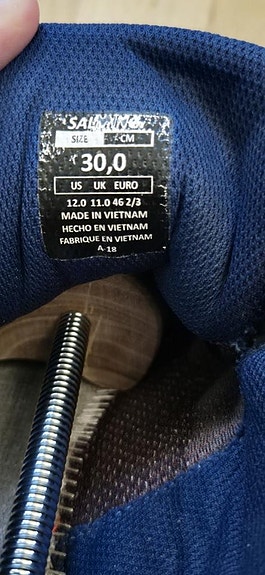 SALMING
SIZE CM
30,0
US UK EURO
12.0 11.0 46 2/3
MADE IN VIETNAM
HECHO EN VIETNAM
FABRIQUE EN VIETNAM
A-18